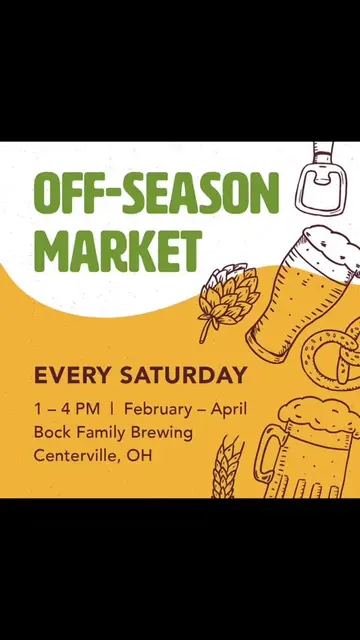 OFF-SEASON
MARKET
EVERY SATURDAY
1 – 4 PM | February – April
Bock Family Brewing
Centerville, OH